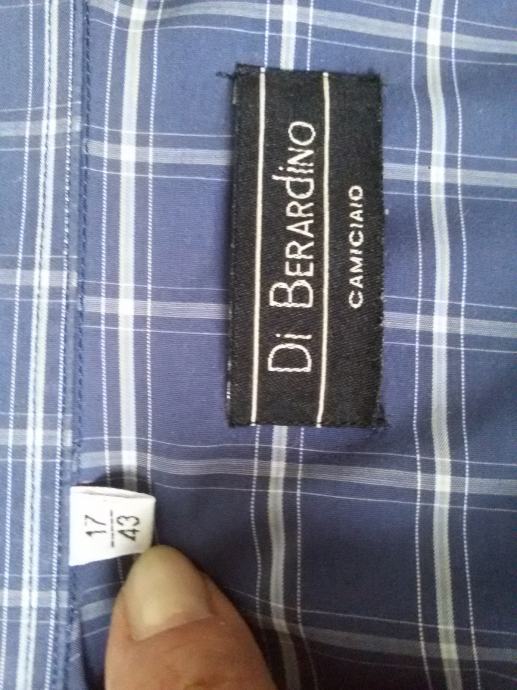 Di BERARdiNO
CAMICIAIO
17
43